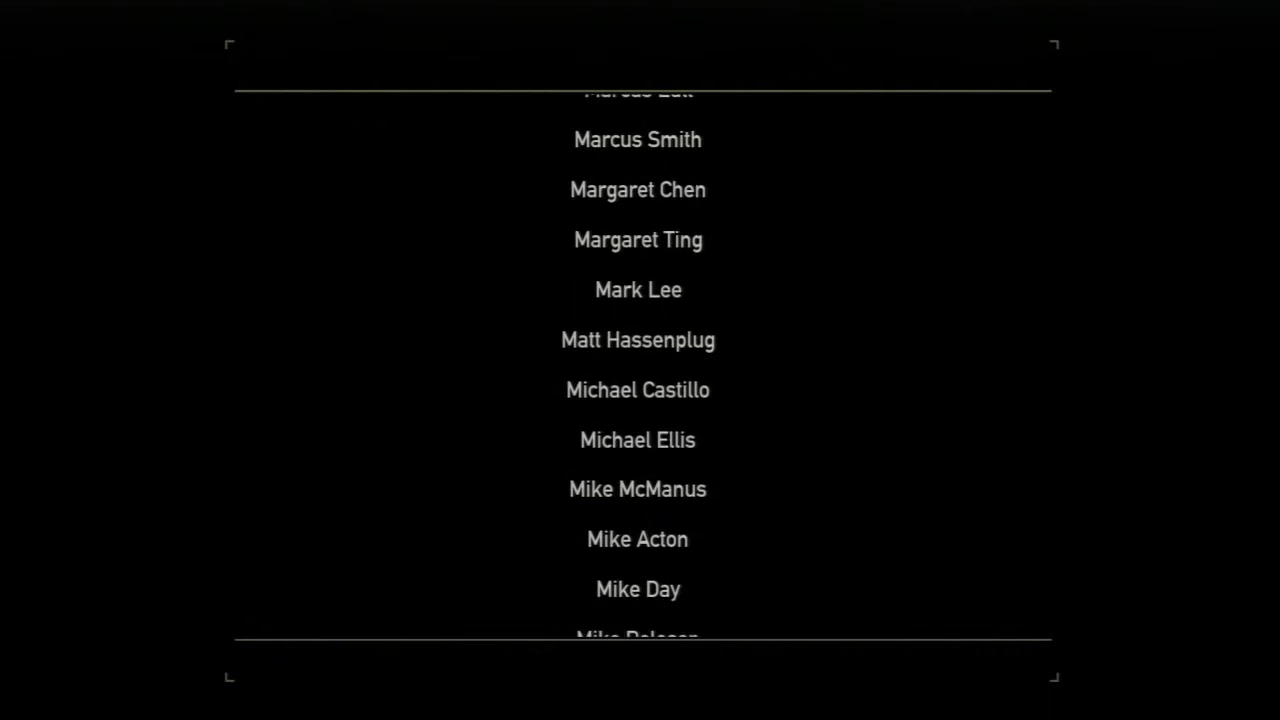 Marcus Smith
Margaret Chen
Margaret Ting
Mark Lee
Matt Hassenplug
Michael Castillo
Michael Ellis
Mike McManus
Mike Acton
Mike Day
Mike